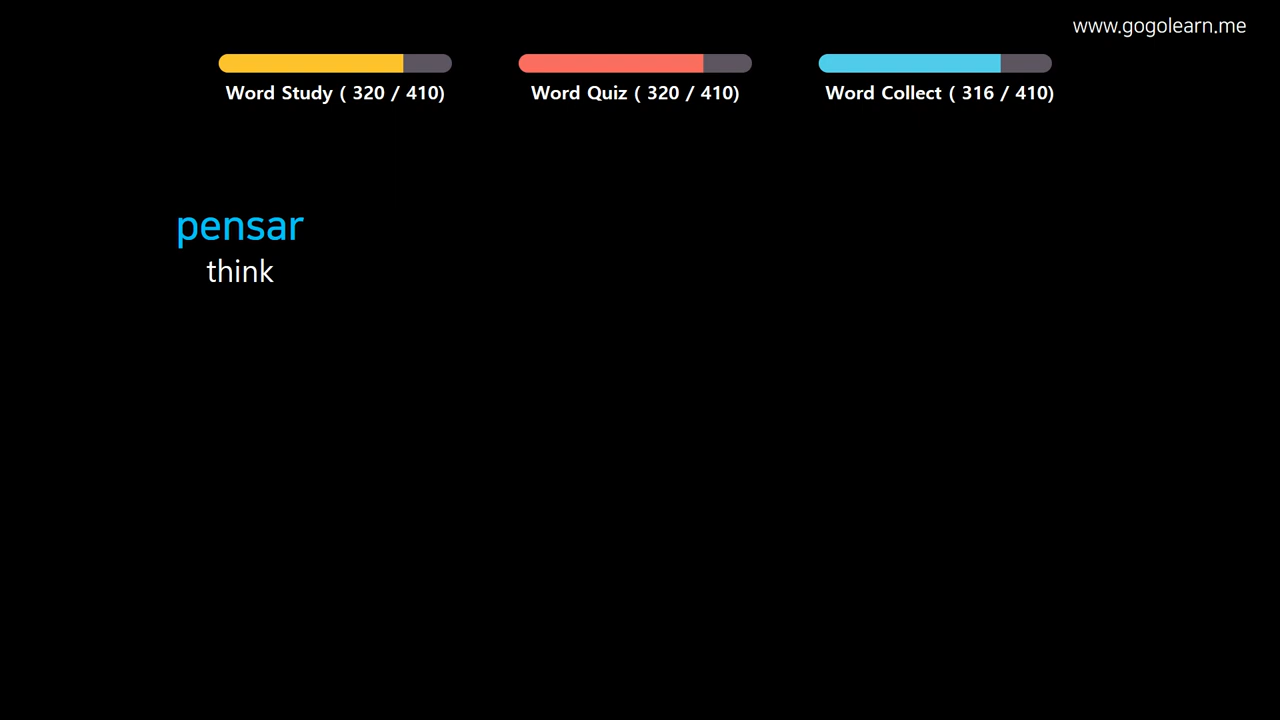 www.gogolearn.me
Word Study ( 320 / 410)
Word Quiz ( 320 / 410)
Word Collect ( 316 / 410)
pensar
think